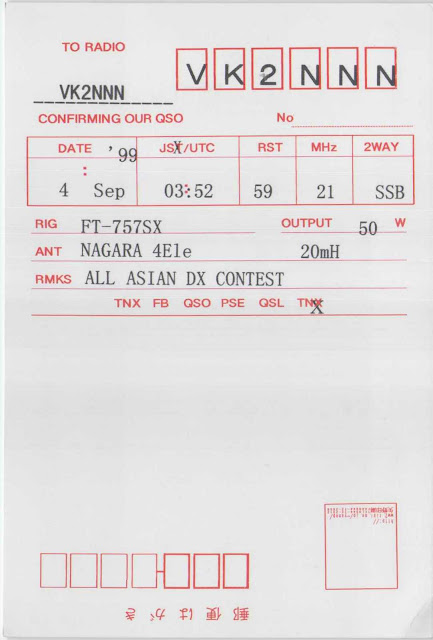 TO RADIO
VK2NNN
VK2NNN
CONFIRMING OUR QSO No
DATE '99 JSX/UTC RST MHz 2WAY
4 Sep 03:52 59 21 SSB
RIG FT-757SX OUTPUT 50 W
ANT NAGARA 4Ele 20mH
RMKS ALL ASIAN DX CONTEST
TNX FB QSO PSE QSL TNX
郵便はがき